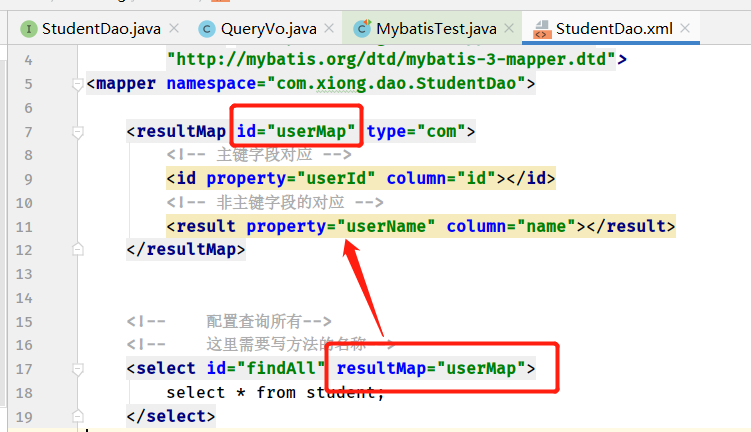 StudentDao.java × QueryVo.java × MybatisTest.java × StudentDao.xml ×
4 "http://mybatis.org/dtd/mybatis-3-mapper.dtd">
5 <mapper namespace="com.xiong.dao.StudentDao">
6
7 <resultMap id="userMap" type="com">
8 <!-- 主键字段对应 -->
9 <id property="userId" column="id"></id>
10 <!-- 非主键字段的对应 -->
11 <result property="userName" column="name"></result>
12 </resultMap>
13
14
15 <!-- 配置查询所有-->
16 <!-- 这里需要写方法的名称-->
17 <select id="findAll" resultMap="userMap">
18 select * from student;
19 </select>